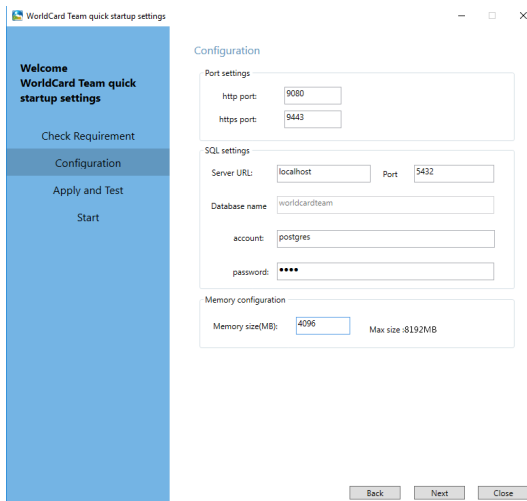 WorldCard Team quick startup settings
Welcome
WorldCard Team quick
startup settings
Check Requirement
Configuration
Apply and Test
Start
Configuration
Port settings
http port: 9080
https port: 9443
SQL settings
Server URL: localhost Port 5432
Database name worldcardteam
account: postgres
password: ●●●●
Memory configuration
Memory size(MB): 4096 Max size :8192MB
Back Next Close